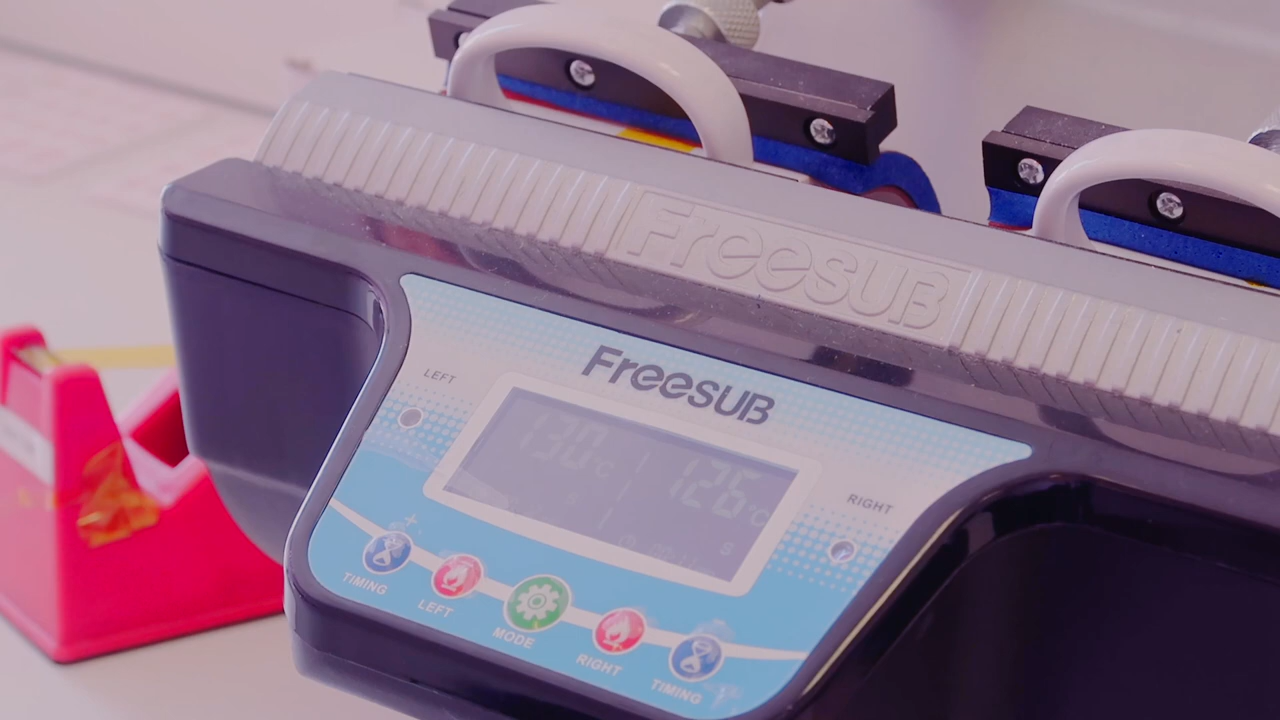 FreeSUB
FreeSUB
LEFT
130°C 126°C
RIGHT
TIMING
LEFT
MODE
RIGHT
TIMING